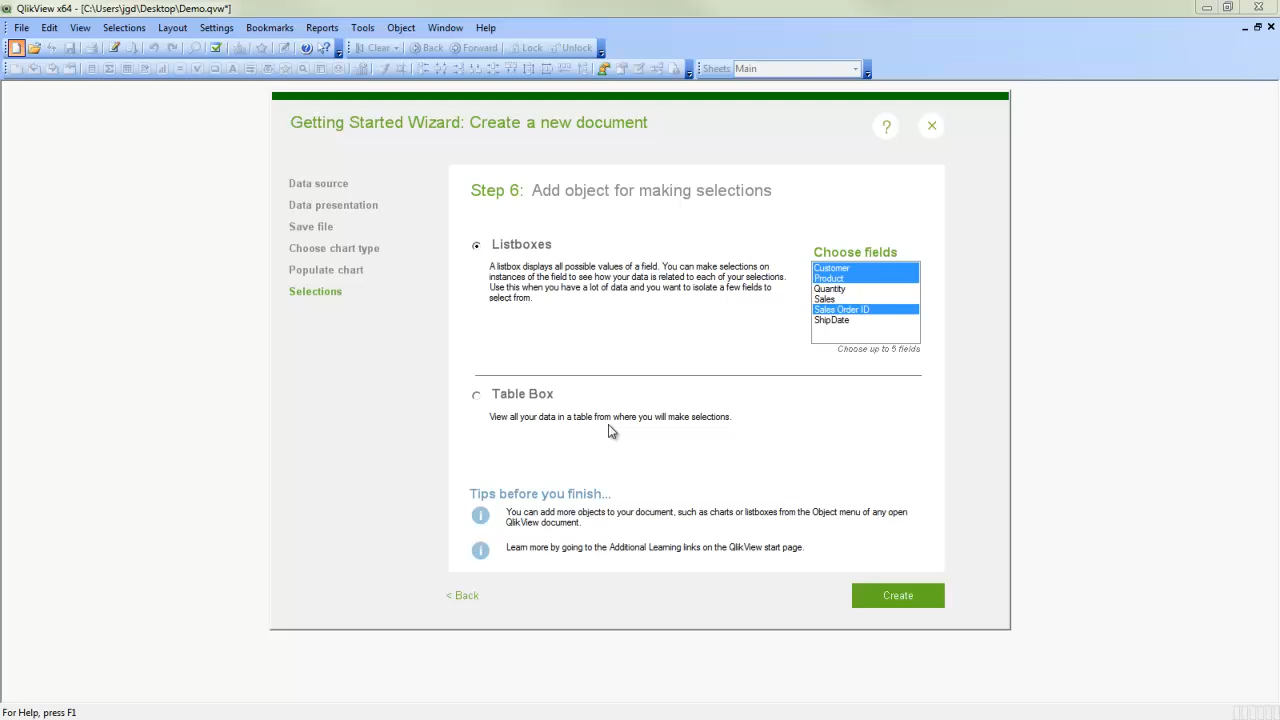 QlikView x64 - [C:\Users\jgd\Desktop\Demo.qvw*]
File Edit View Selections Layout Settings Bookmarks Reports Tools Object Window Help
Clear Back Forward Lock Unlock
Sheets Main
Getting Started Wizard: Create a new document
?
Data source
Data presentation
Save file
Choose chart type
Populate chart
Selections
Step 6: Add object for making selections
Listboxes
A listbox displays all possible values of a field. You can make selections on
instances of the field to see how your data is related to each of your selections.
Use this when you have a lot of data and you want to isolate a few fields to
select from.
Choose fields
Customer
Product
Quantity
Sales
Sales Order ID
ShipDate
Choose up to 5 fields
Table Box
View all your data in a table from where you will make selections.
Tips before you finish...
You can add more objects to your document, such as charts or listboxes from the Object menu of any open
QlikView document.
Learn more by going to the Additional Learning links on the QlikView start page.
< Back
Create
For Help, press F1